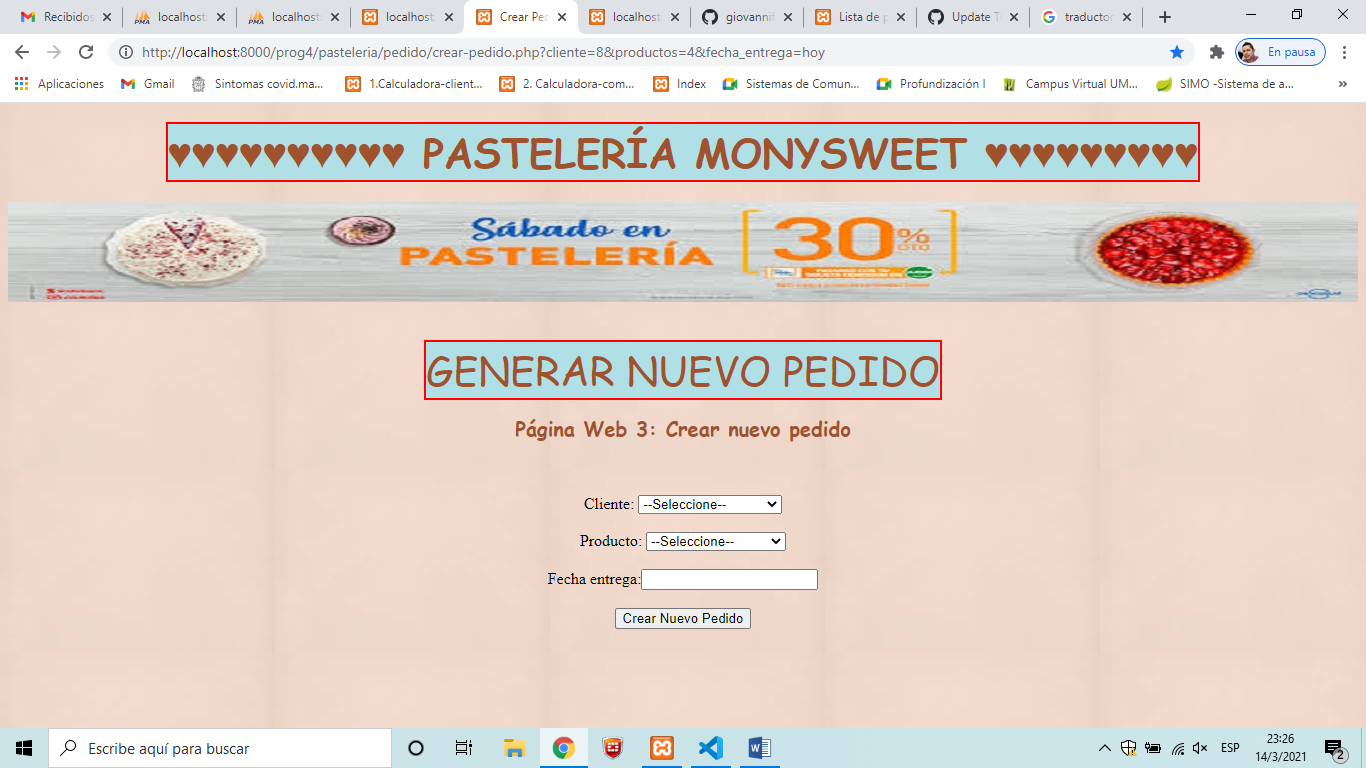 Recibidos
localhost
localhost
localhost
Crear Ped
localhost
giovannif
Lista de p
Update Th
traductor
http://localhost:8000/prog4/pasteleria/pedido/crear-pedido.php?cliente=8&productos=4&fecha_entrega=hoy
En pausa
Aplicaciones
Gmail
Sintomas covid.ma...
1.Calculadora-client...
2. Calculadora-com...
Index
Sistemas de Comun...
Profundización I
Campus Virtual UM...
SIMO -Sistema de a...
»
♥♥♥♥♥♥♥♥♥♥ PASTELERÍA MONYSWEET ♥♥♥♥♥♥♥♥♥
Sábado en
PASTELERÍA
30% DTO
GENERAR NUEVO PEDIDO
Página Web 3: Crear nuevo pedido
Cliente: --Seleccione--
Producto: --Seleccione--
Fecha entrega:
Crear Nuevo Pedido
Escribe aquí para buscar
ESP
23:26
14/3/2021
2